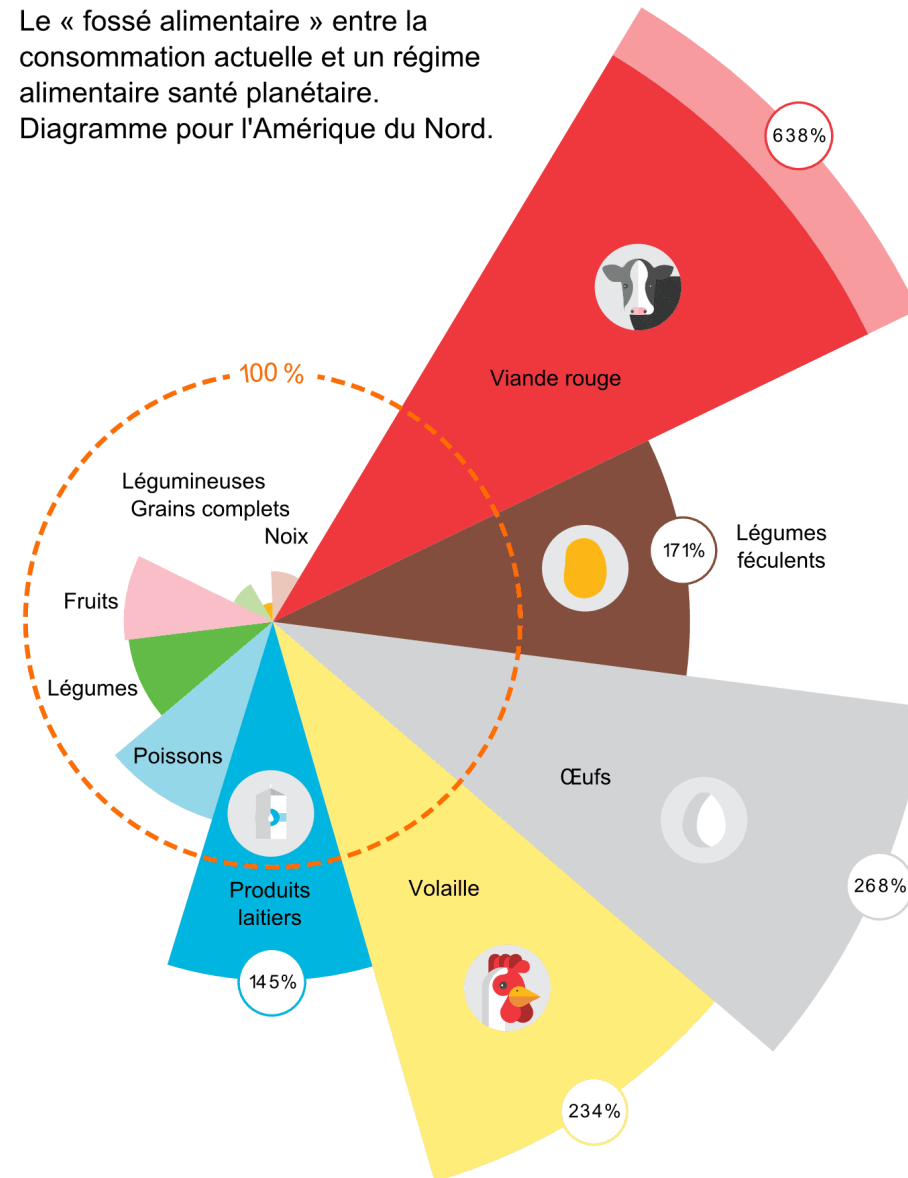 Le « fossé alimentaire » entre la
consommation actuelle et un régime
alimentaire santé planétaire.
Diagramme pour l'Amérique du Nord.
638%
100 %
Viande rouge
Légumineuses
Grains complets
Noix
171%
Légumes
féculents
Fruits
Légumes
Poissons
Œufs
Produits
laitiers
Volaille
268%
145%
234%